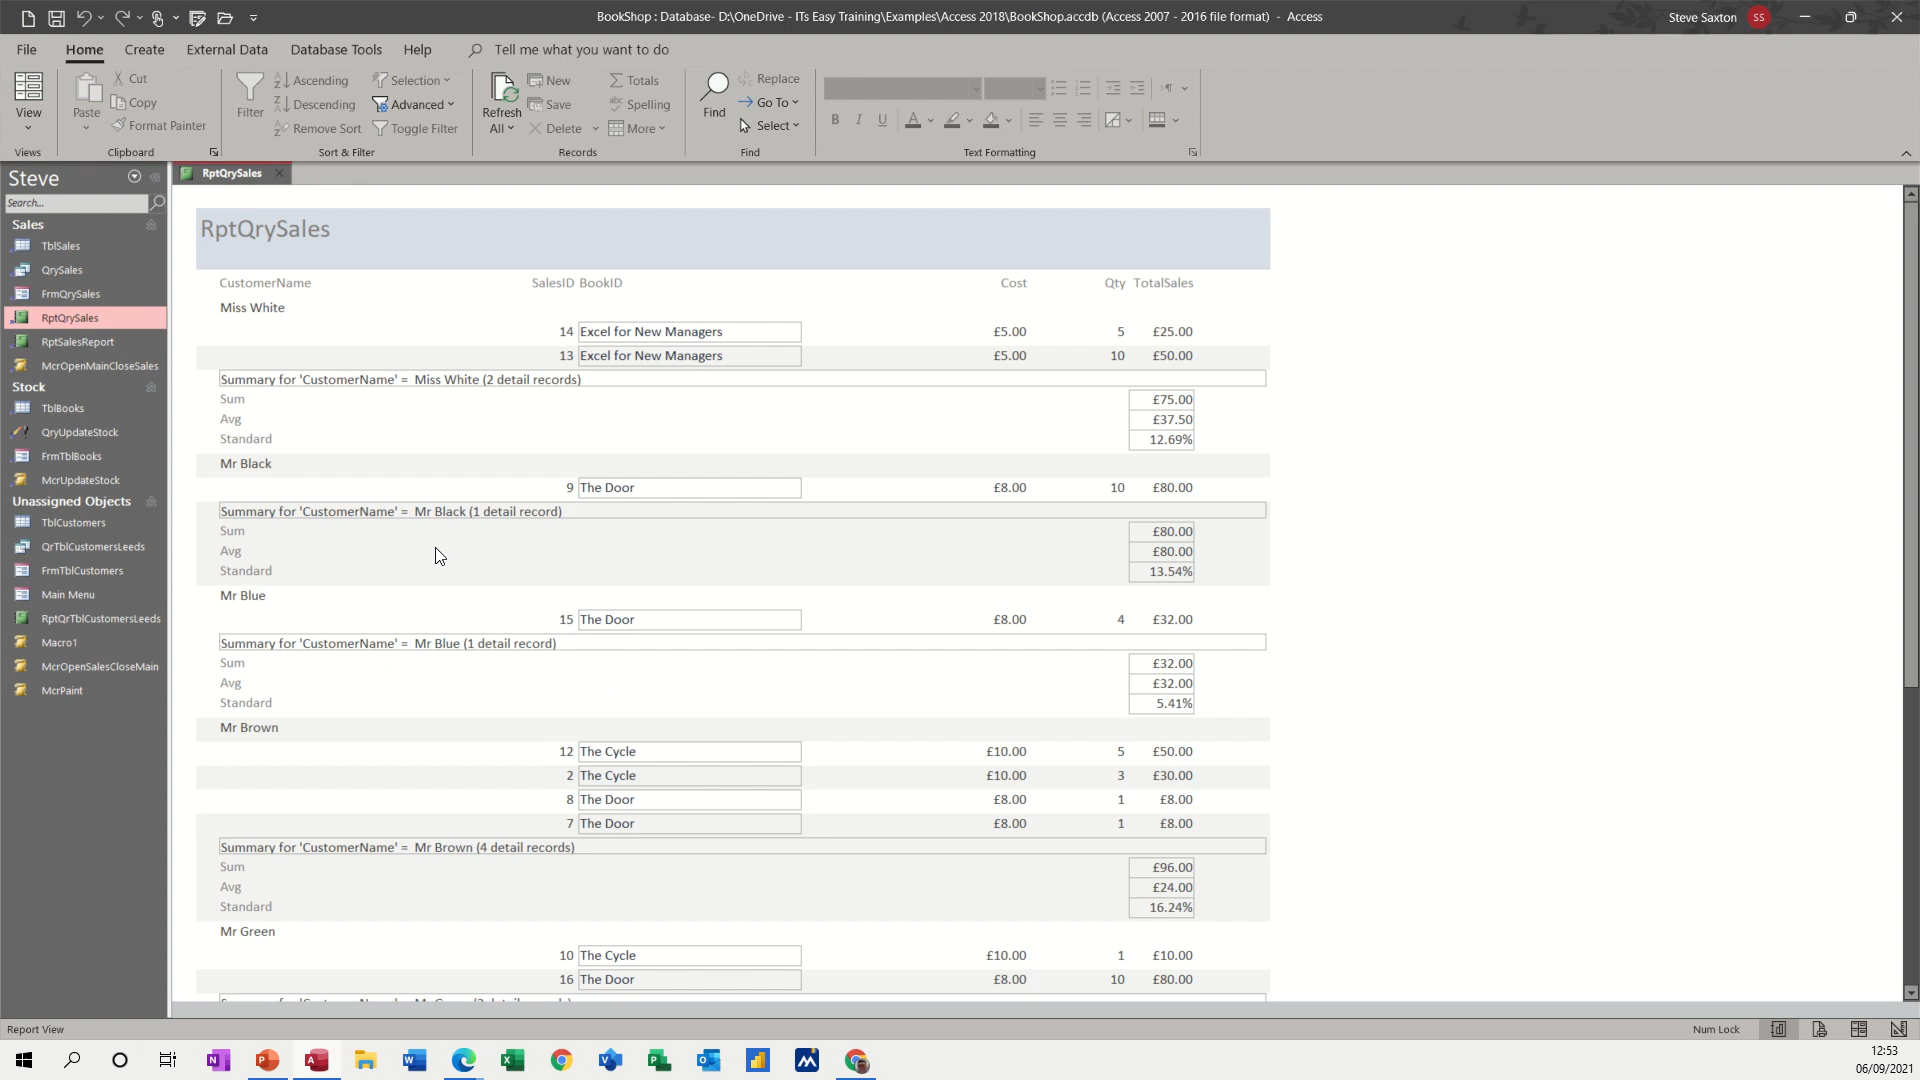 BookShop : Database- D:\OneDrive - ITs Easy Training\Examples\Access 2018\BookShop.accdb (Access 2007 - 2016 file format) - Access
Steve Saxton SS
File Home Create External Data Database Tools Help Tell me what you want to do
View
Views
Paste
Cut
Copy
Format Painter
Clipboard
Filter
Ascending
Descending
Remove Sort
Selection
Advanced
Toggle Filter
Sort & Filter
Refresh
All
New
Save
Delete
Totals
Spelling
More
Records
Find
Replace
Go To
Select
Find
B I U A
Text Formatting
Steve
Search...
Sales
TblSales
QrySales
FrmQrySales
RptQrySales
RptSalesReport
McrOpenMainCloseSales
Stock
TblBooks
QryUpdateStock
FrmTblBooks
McrUpdateStock
Unassigned Objects
TblCustomers
QrTblCustomersLeeds
FrmTblCustomers
Main Menu
RptQrTblCustomersLeeds
Macro1
McrOpenSalesCloseMain
McrPaint
RptQrySales
RptQrySales
CustomerName SalesID BookID Cost Qty TotalSales
Miss White
14 Excel for New Managers £5.00 5 £25.00
13 Excel for New Managers £5.00 10 £50.00
Summary for 'CustomerName' = Miss White (2 detail records)
Sum £75.00
Avg £37.50
Standard 12.69%
Mr Black
9 The Door £8.00 10 £80.00
Summary for 'CustomerName' = Mr Black (1 detail record)
Sum £80.00
Avg £80.00
Standard 13.54%
Mr Blue
15 The Door £8.00 4 £32.00
Summary for 'CustomerName' = Mr Blue (1 detail record)
Sum £32.00
Avg £32.00
Standard 5.41%
Mr Brown
12 The Cycle £10.00 5 £50.00
2 The Cycle £10.00 3 £30.00
8 The Door £8.00 1 £8.00
7 The Door £8.00 1 £8.00
Summary for 'CustomerName' = Mr Brown (4 detail records)
Sum £96.00
Avg £24.00
Standard 16.24%
Mr Green
10 The Cycle £10.00 1 £10.00
16 The Door £8.00 10 £80.00
Report View
Num Lock
12:53
06/09/2021